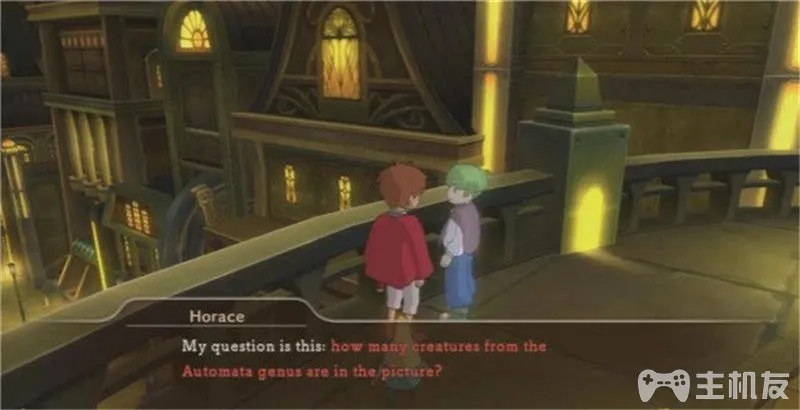 Horace
My question is this: how many creatures from the
Automata genus are in the picture?
主机友